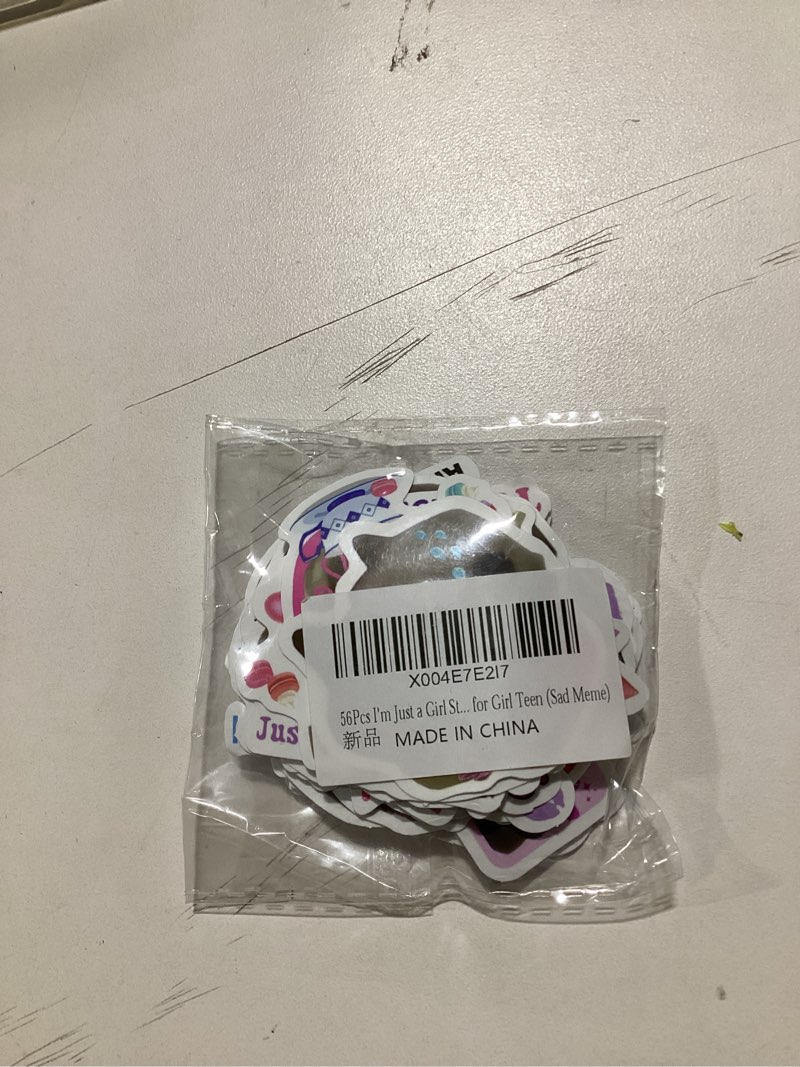 X004E7E2I7
56Pcs I'm Just a Girl St... for Girl Teen (Sad Meme)
新品 MADE IN CHINA
Jus